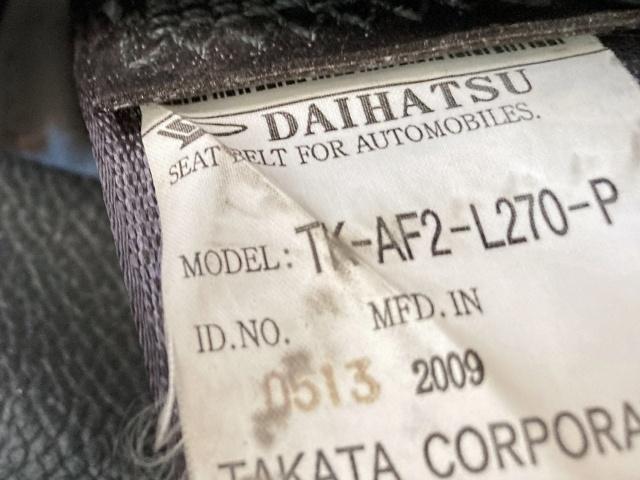 DAIHATSU
SEAT BELT FOR AUTOMOBILES.
MODEL: TK-AF2-L270-P
ID.NO. MFD. IN
0513 2009
TAKATA CORPORA